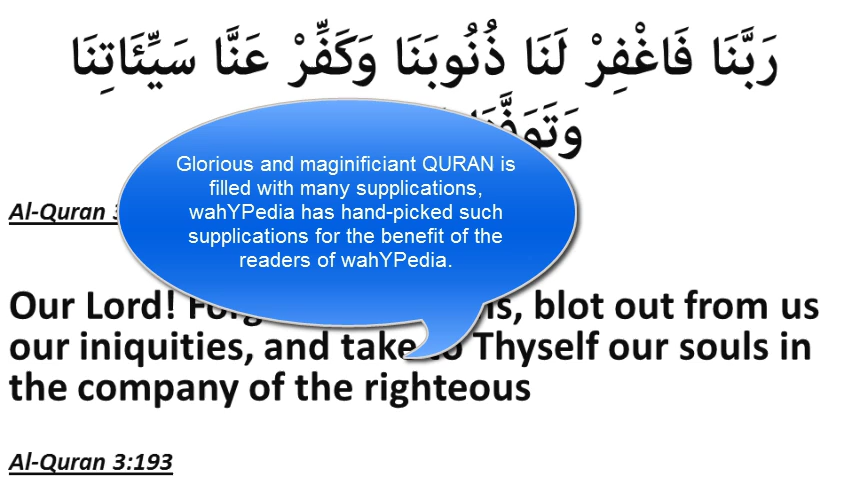 رَبَّنَا فَاغْفِرْ لَنَا ذُنُوبَنَا وَكَفِّرْ عَنَّا سَيِّئَاتِنَا
Glorious and maginificiant QURAN is
filled with many supplications,
wahYPedia has hand-picked such
supplications for the benefit of the
readers of wahYPedia.
Al-Quran
Our Lord! blot out from us
our iniquities, and take Thyself our souls in
the company of the righteous
Al-Quran 3:193